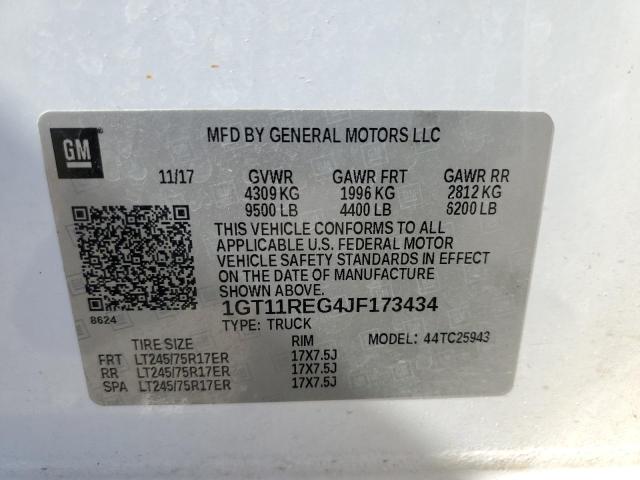 GM
MFD BY GENERAL MOTORS LLC
11/17 GVWR GAWR FRT GAWR RR
4309 KG 1996 KG 2812 KG
9500 LB 4400 LB 6200 LB
THIS VEHICLE CONFORMS TO ALL
APPLICABLE U.S. FEDERAL MOTOR
VEHICLE SAFETY STANDARDS IN EFFECT
ON THE DATE OF MANUFACTURE
SHOWN ABOVE.
8624
1GT11REG4JF173434
TYPE: TRUCK MODEL: 44TC25943
TIRE SIZE RIM
FRT LT245/75R17ER 17X7.5J
RR LT245/75R17ER 17X7.5J
SPA LT245/75R17ER 17X7.5J